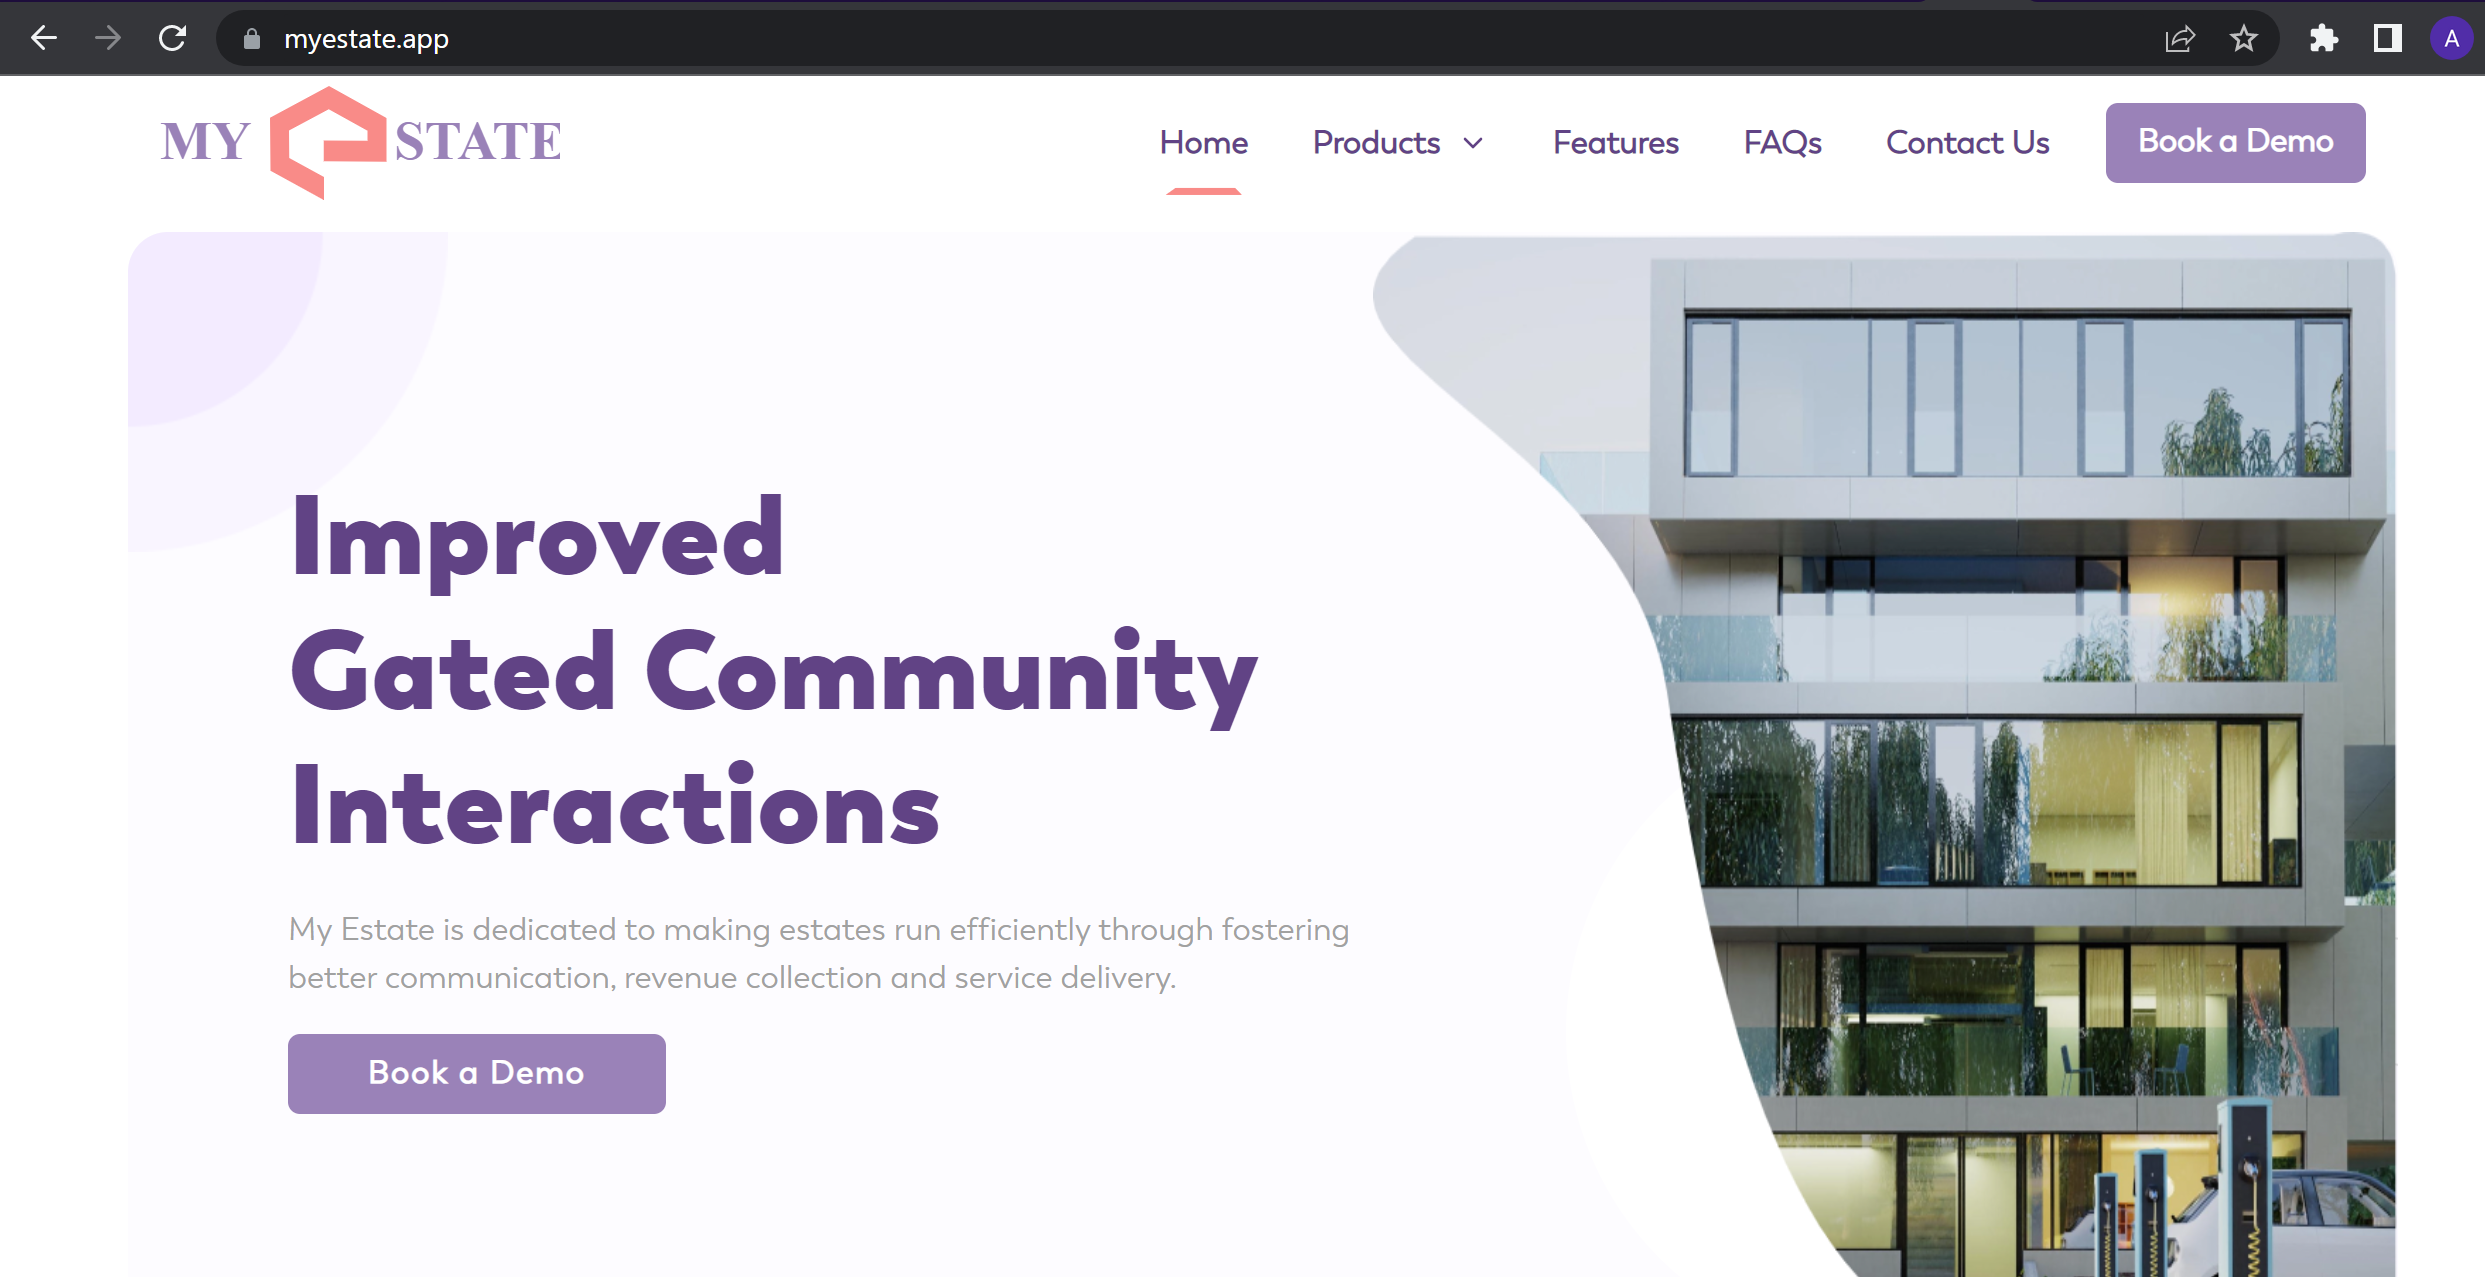 myestate.app
A
MY eSTATE
Home
Products
Features
FAQs
Contact Us
Book a Demo
Improved
Gated Community
Interactions
My Estate is dedicated to making estates run efficiently through fostering
better communication, revenue collection and service delivery.
Book a Demo